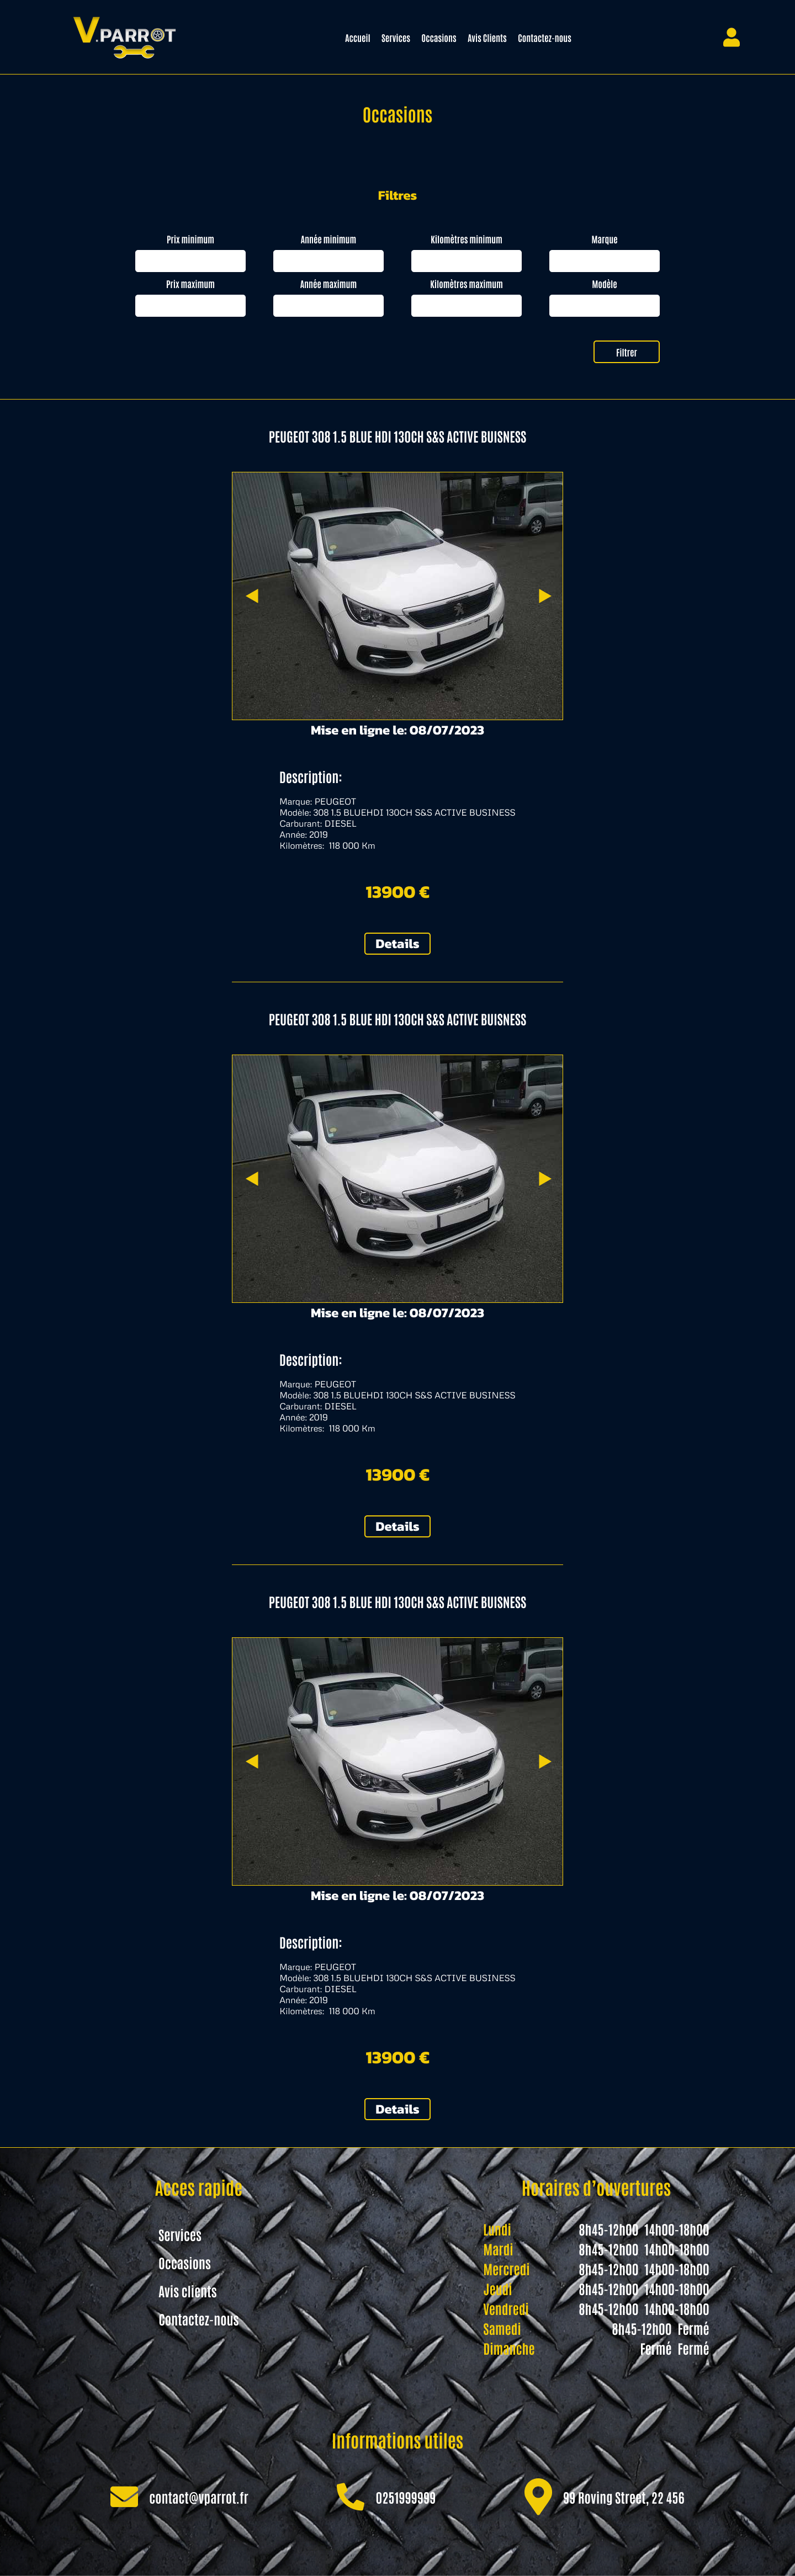 V.PARROT
Accueil Services Occasions Avis Clients Contactez-nous
Occasions
Filtres
Prix minimum Année minimum Kilomètres minimum Marque
Prix maximum Année maximum Kilomètres maximum Modèle
Filtrer
PEUGEOT 308 1.5 BLUE HDI 130CH S&S ACTIVE BUISNESS
Mise en ligne le: 08/07/2023
Description:
Marque: PEUGEOT
Modèle: 308 1.5 BLUEHDI 130CH S&S ACTIVE BUSINESS
Carburant: DIESEL
Année: 2019
Kilomètres: 118 000 Km
13900 €
Details
PEUGEOT 308 1.5 BLUE HDI 130CH S&S ACTIVE BUISNESS
Mise en ligne le: 08/07/2023
Description:
Marque: PEUGEOT
Modèle: 308 1.5 BLUEHDI 130CH S&S ACTIVE BUSINESS
Carburant: DIESEL
Année: 2019
Kilomètres: 118 000 Km
13900 €
Details
PEUGEOT 308 1.5 BLUE HDI 130CH S&S ACTIVE BUISNESS
Mise en ligne le: 08/07/2023
Description:
Marque: PEUGEOT
Modèle: 308 1.5 BLUEHDI 130CH S&S ACTIVE BUSINESS
Carburant: DIESEL
Année: 2019
Kilomètres: 118 000 Km
13900 €
Details
Acces rapide
Services
Occasions
Avis clients
Contactez-nous
Horaires d'ouvertures
Lundi 8h45-12h00 14h00-18h00
Mardi 8h45-12h00 14h00-18h00
Mercredi 8h45-12h00 14h00-18h00
Jeudi 8h45-12h00 14h00-18h00
Vendredi 8h45-12h00 14h00-18h00
Samedi 8h45-12h00 Fermé
Dimanche Fermé Fermé
Informations utiles
contact@vparrot.fr 0251999999 99 Roving Street, 22 456